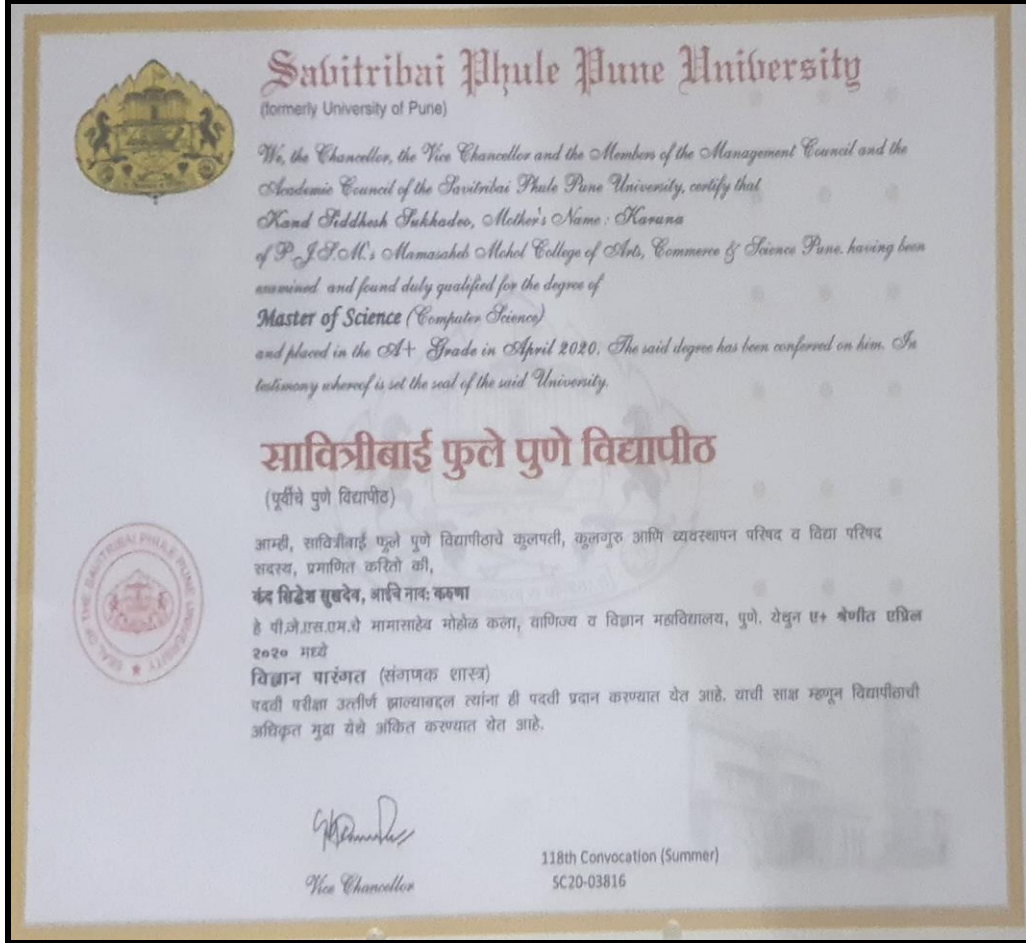 Savitribai Phule Pune University
(formerly University of Pune)
We, the Chancellor, the Vice Chancellor and the Members of the Management Council and the
Academic Council of the Savitribai Phule Pune University, certify that
Kand Siddhesh Sukhadeo, Mother's Name : Karuna
of P.J.S.M.'s Mamasaheb Mohol College of Arts, Commerce & Science Pune. having been
examined and found duly qualified for the degree of
Master of Science (Computer Science)
and placed in the A+ Grade in April 2020, The said degree has been conferred on him. In
testimony whereof is set the seal of the said University.
सावित्रीबाई फुले पुणे विद्यापीठ
(पूर्वीचे पुणे विद्यापीठ)
आम्ही, सावित्रीबाई फुले पुणे विद्यापीठाचे कुलपती, कुलगुरु आणि व्यवस्थापन परिषद व विद्या परिषद
सदस्य, प्रमाणित करितो की,
कंद सिद्धेश सुखदेव, आईचे नाव: करुणा
हे पी.जे.एस.एम.चे मामासाहेब मोहोळ कला, वाणिज्य व विज्ञान महाविद्यालय, पुणे. येथुन ए+ श्रेणीत एप्रिल
२०२० मध्ये
विज्ञान पारंगत (संगणक शास्त्र)
पदवी परीक्षा उत्तीर्ण झाल्याबद्दल त्यांना ही पदवी प्रदान करण्यात येत आहे. याची साक्ष म्हणून विद्यापीठाची
अधिकृत मुद्रा येथे अंकित करण्यात येत आहे.
SEAL OF THE SAVITRIBAI PHULE PUNE UNIVERSITY
Vice Chancellor
118th Convocation (Summer)
SC20-03816